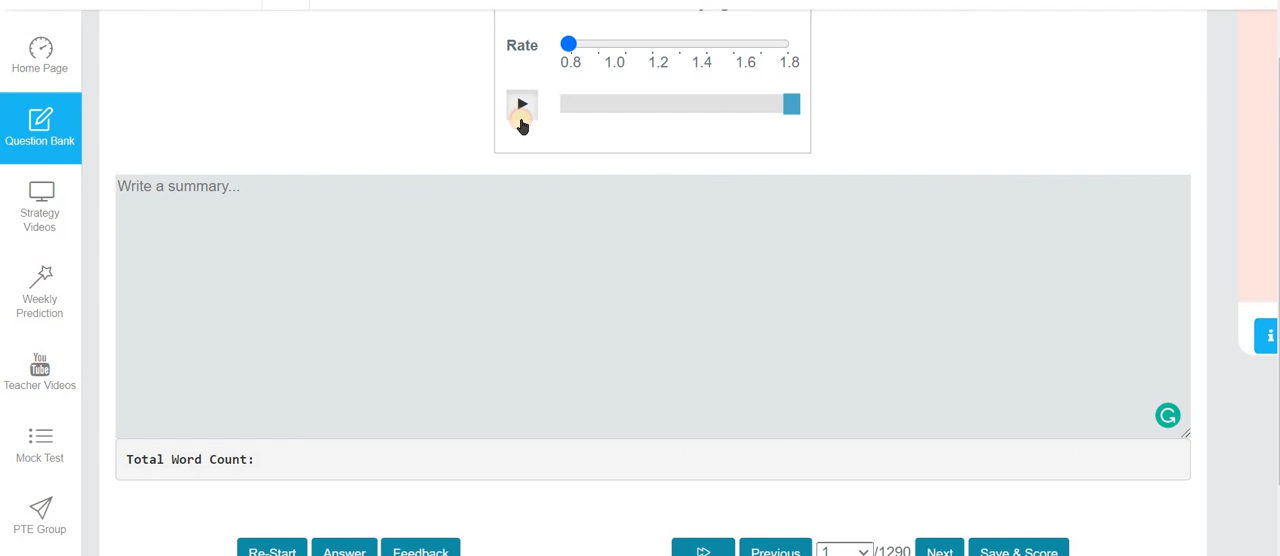 Home Page
Question Bank
Strategy
Videos
Weekly
Prediction
You
Tube
Teacher Videos
Mock Test
PTE Group
Rate
0.8 1.0 1.2 1.4 1.6 1.8
Write a summary...
Total Word Count:
Re-Start Answer Feedback Previous 1 /1290 Next Save & Score